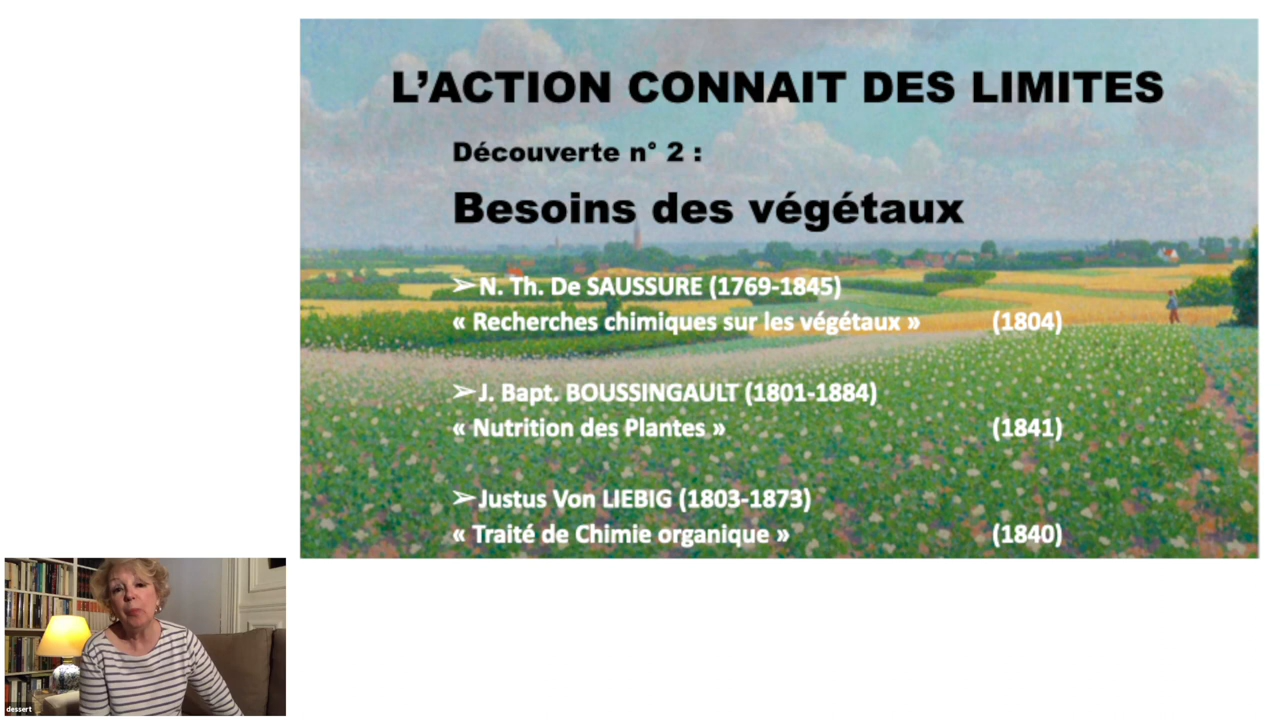 L'ACTION CONNAIT DES LIMITES
Découverte n° 2 :
Besoins des végétaux
➢N. Th. De SAUSSURE (1769-1845)
« Recherches chimiques sur les végétaux » (1804)
➢J. Bapt. BOUSSINGAULT (1801-1884)
« Nutrition des Plantes » (1841)
➢Justus Von LIEBIG (1803-1873)
« Traité de Chimie organique » (1840)
dessert